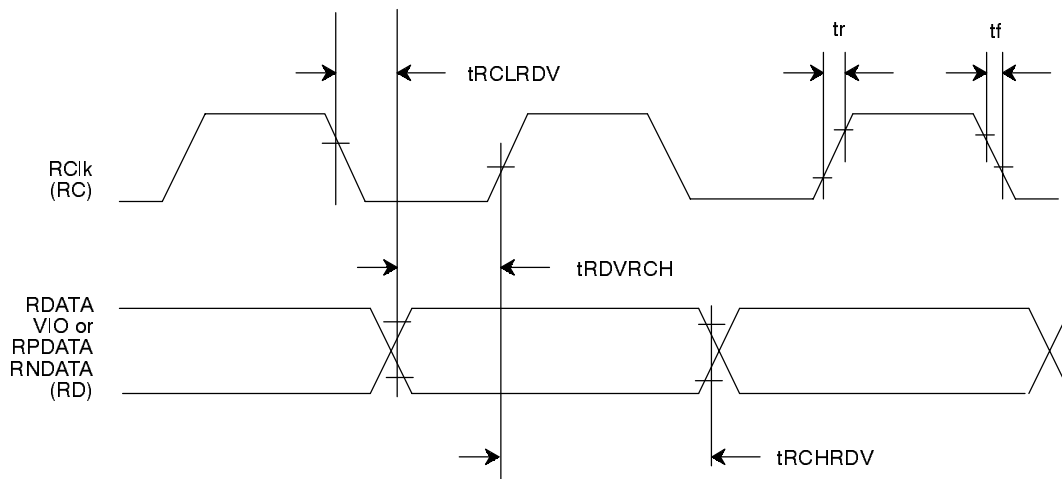 tr
tf
tRCLRDV
RClk
(RC)
tRDVRCH
RDATA
VIO or
RPDATA
RNDATA
(RD)
tRCHRDV